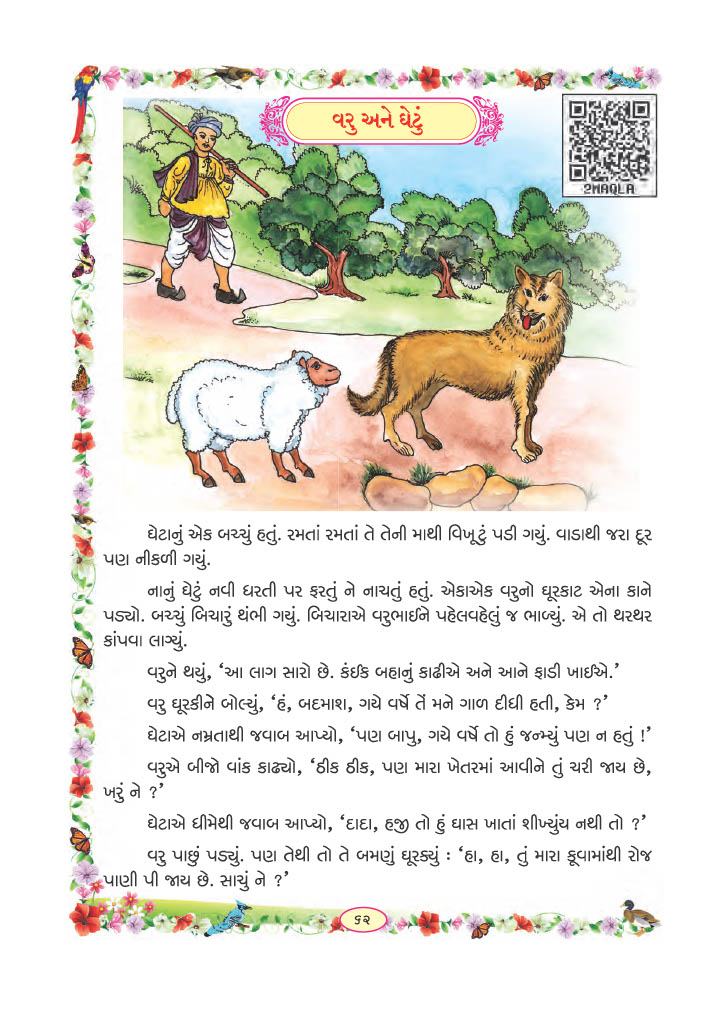 વરુ અને ઘેટું
2MAQLA
ઘેટાનું એક બચ્ચું હતું. રમતાં રમતાં તે તેની માથી વિખૂટું પડી ગયું. વાડાથી જરા દૂર
પણ નીકળી ગયું.
નાનું ઘેટું નવી ધરતી પર ફરતું ને નાચતું હતું. એકાએક વરુનો ઘૂરકાટ એના કાને
પડ્યો. બચ્ચું બિચારું થંભી ગયું. બિચારાએ વરુભાઈને પહેલવહેલું જ ભાળ્યું. એ તો થરથર
કાંપવા લાગ્યું.
વરુને થયું, ‘આ લાગ સારો છે. કંઈક બહાનું કાઢીએ અને આને ફાડી ખાઈએ.’
વરુ ઘૂરકીને બોલ્યું, ‘હં, બદમાશ, ગયે વર્ષે તેં મને ગાળ દીધી હતી, કેમ ?’
ઘેટાએ નમ્રતાથી જવાબ આપ્યો, ‘પણ બાપુ, ગયે વર્ષે તો હું જન્મ્યું પણ ન હતું !’
વરુએ બીજો વાંક કાઢ્યો, ‘ઠીક ઠીક, પણ મારા ખેતરમાં આવીને તું ચરી જાય છે,
ખરું ને ?’
ઘેટાએ ધીમેથી જવાબ આપ્યો, ‘દાદા, હજી તો હું ઘાસ ખાતાં શીખ્યુંય નથી તો ?’
વરુ પાછું પડ્યું. પણ તેથી તો તે બમણું ઘૂરક્યું : ‘હા, હા, તું મારા કૂવામાંથી રોજ
પાણી પી જાય છે. સાચું ને ?’
૬૨